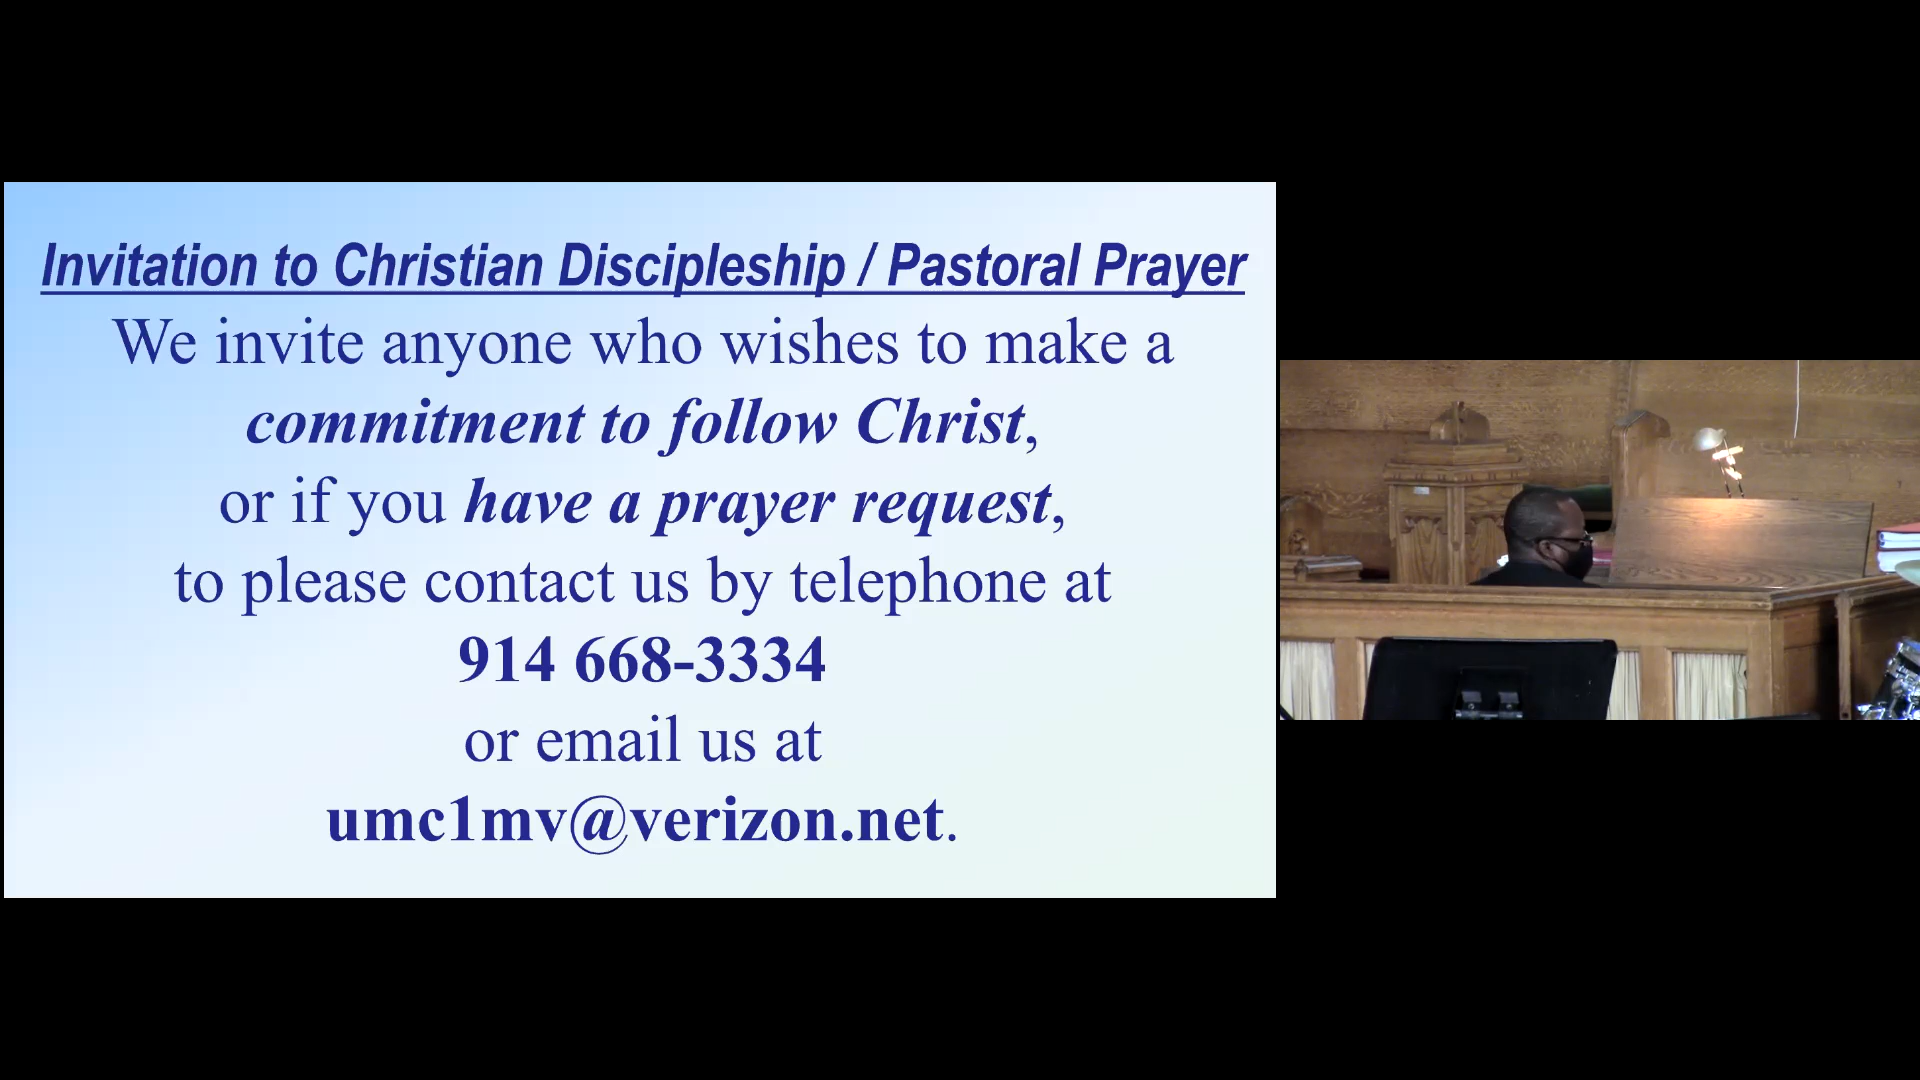 Invitation to Christian Discipleship / Pastoral Prayer
We invite anyone who wishes to make a
commitment to follow Christ,
or if you have a prayer request,
to please contact us by telephone at
914 668-3334
or email us at
umc1mv@verizon.net.